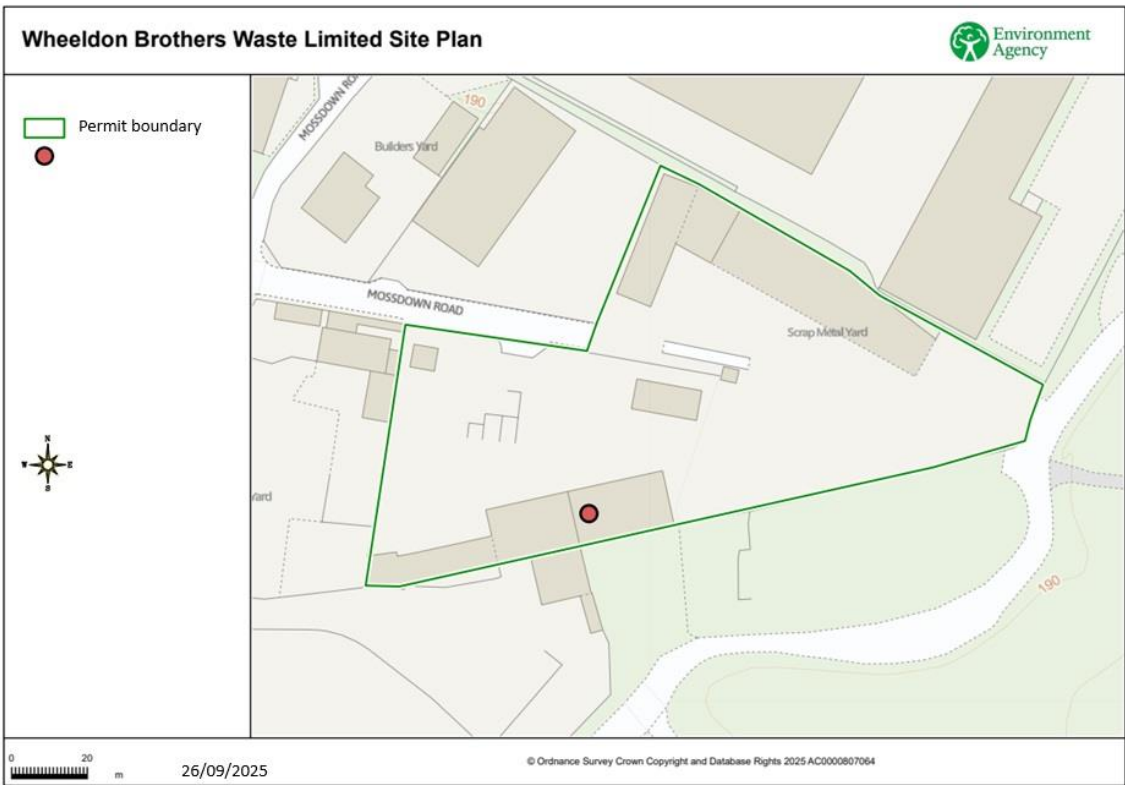 Wheeldon Brothers Waste Limited Site Plan
Environment
Agency
Permit boundary
MOSSDOWN ROA
190
Builders Yard
MOSSDOWN ROAD
Scrap Metal Yard
Yard
N
W E
S
190
0 20
m
26/09/2025
© Ordnance Survey Crown Copyright and Database Rights 2025 AC0000807064